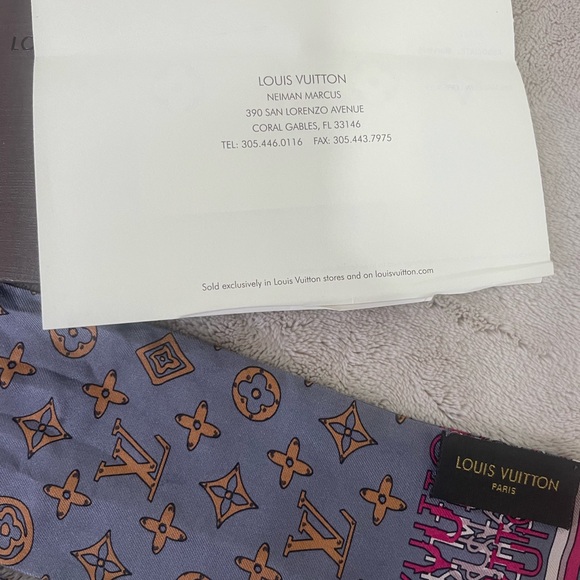 LO
LOUIS VUITTON
NEIMAN MARCUS
390 SAN LORENZO AVENUE
CORAL GABLES, FL 33146
TEL: 305.446.0116 FAX: 305.443.7975
Sold exclusively in Louis Vuitton stores and on louisvuitton.com
LOUIS VUITTON
PARIS